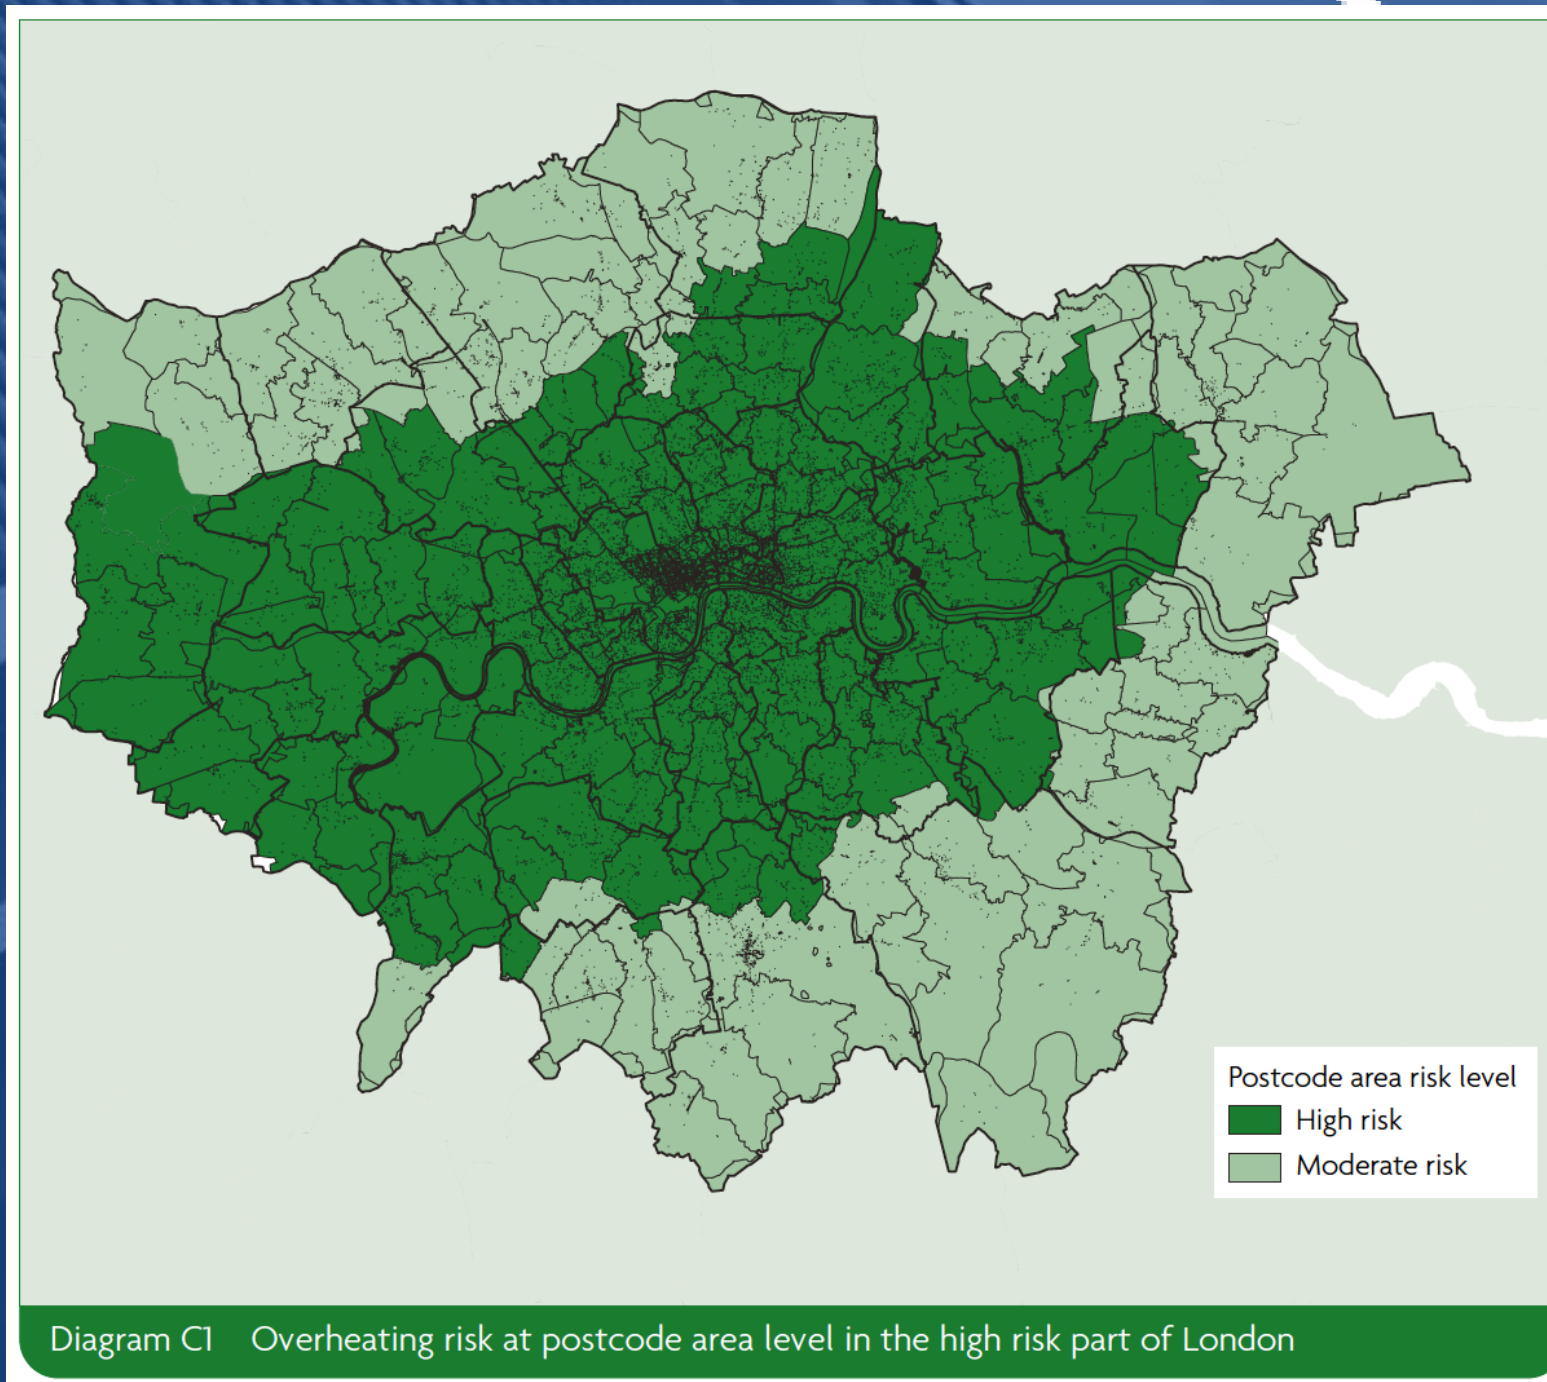 Postcode area risk level
High risk
Moderate risk
Diagram C1 Overheating risk at postcode area level in the high risk part of London